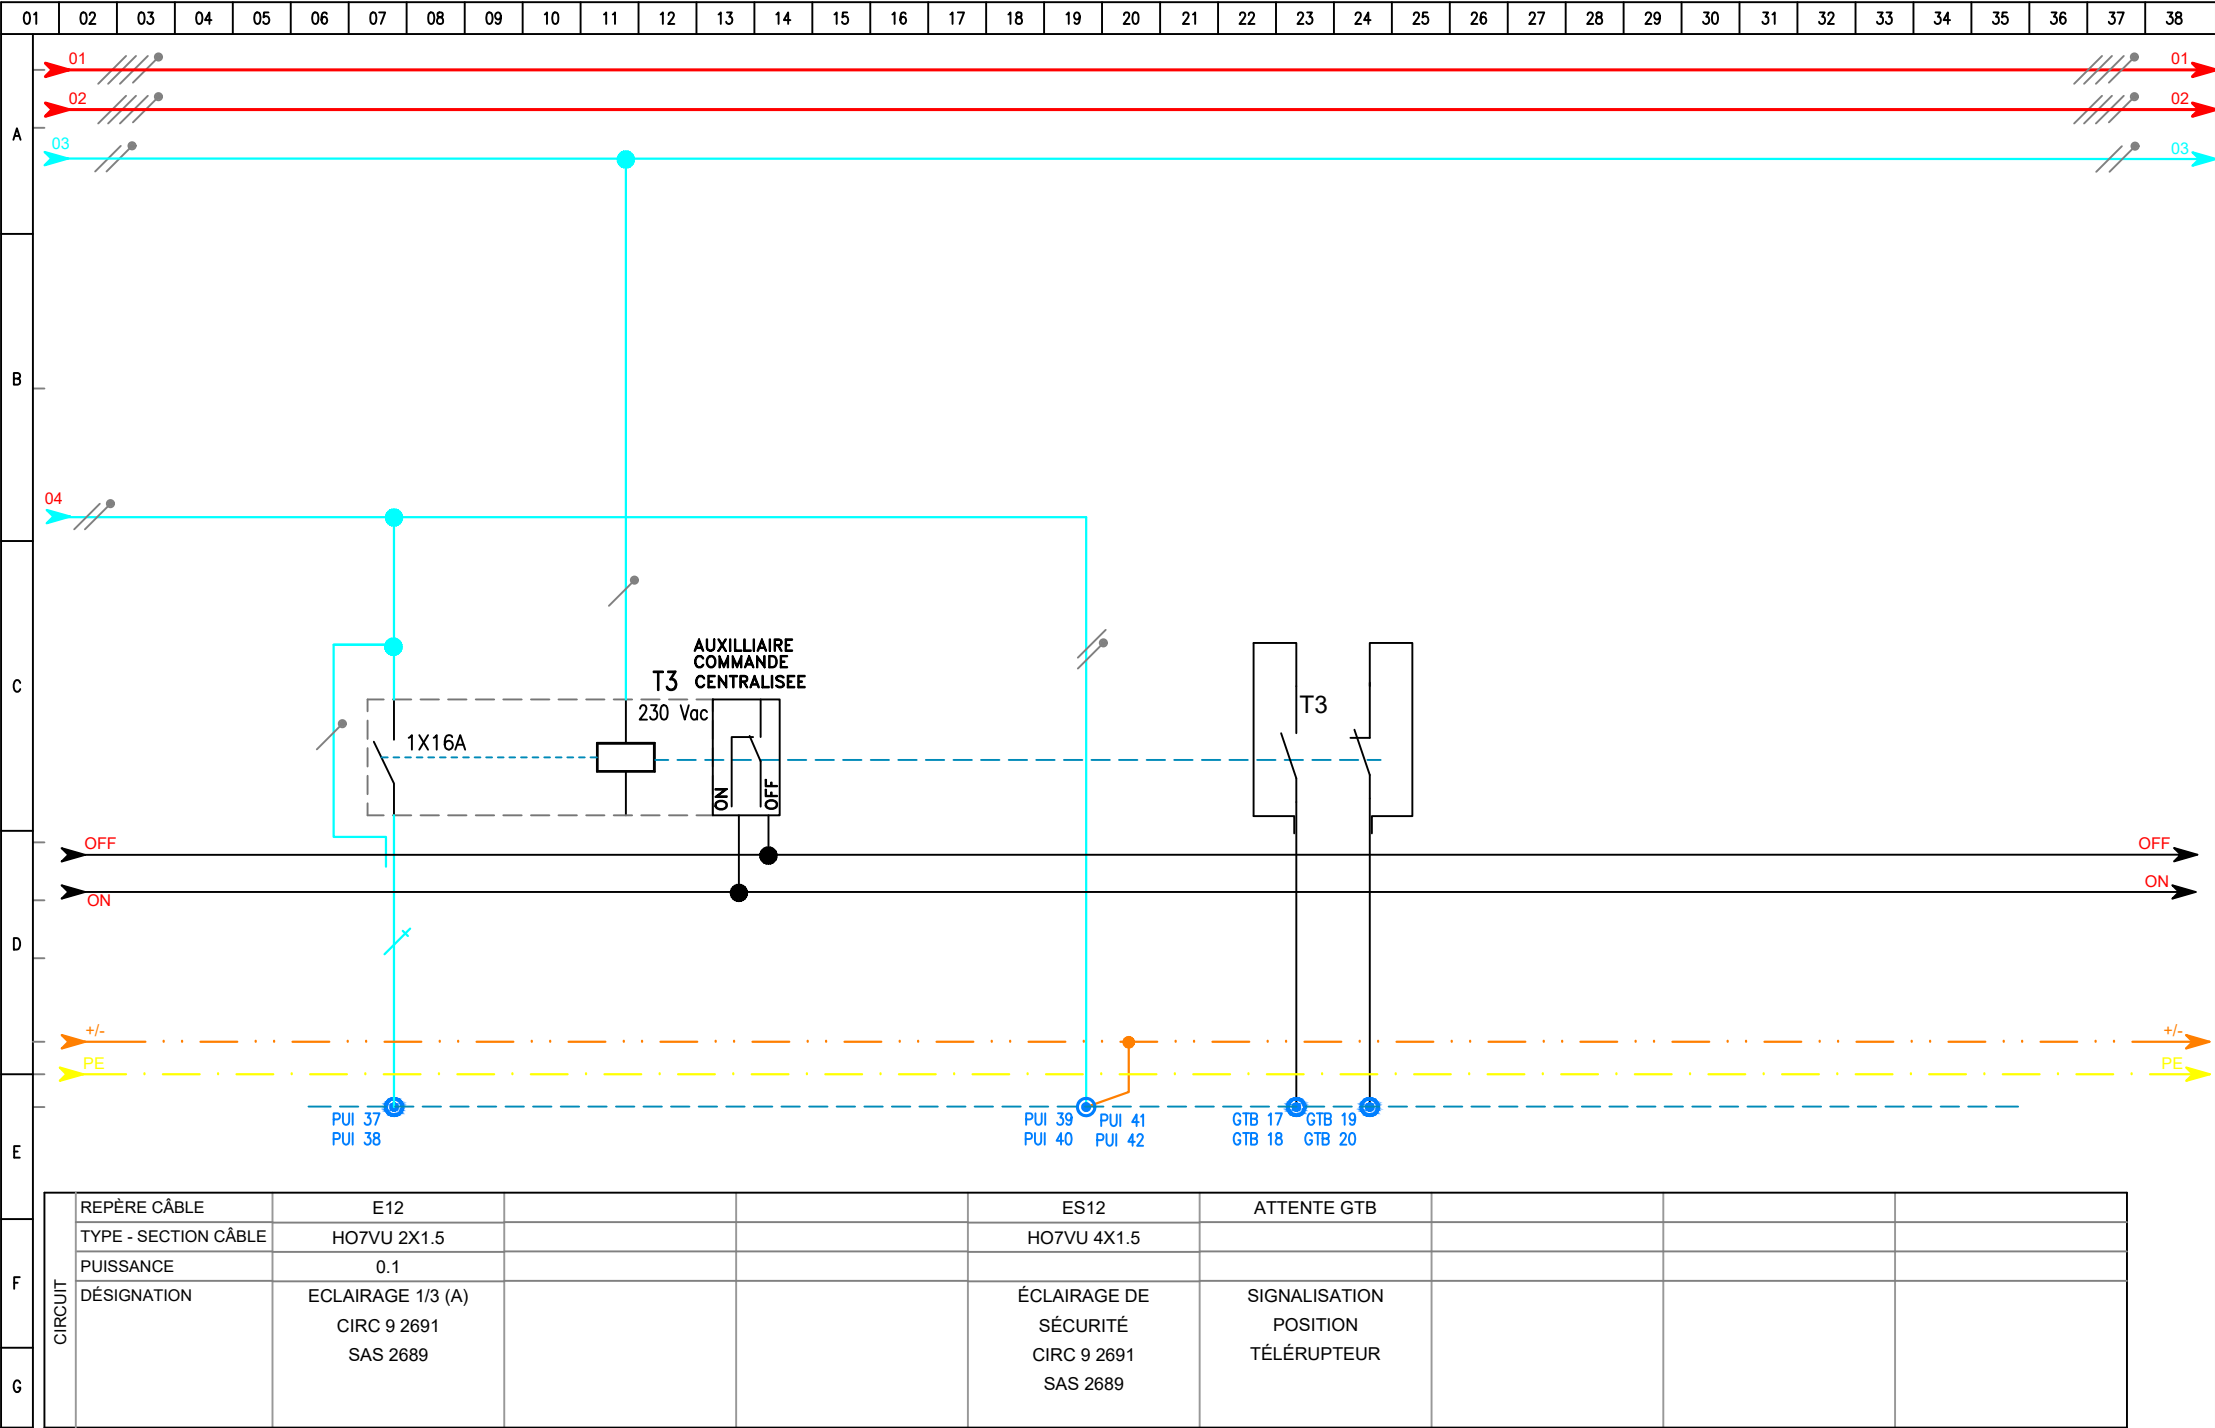 01 02 03 04 05 06 07 08 09 10 11 12 13 14 15 16 17 18 19 20 21 22 23 24 25 26 27 28 29 30 31 32 33 34 35 36 37 38
01 01
02 02
A
03 03
B
04
AUXILLIAIRE
COMMANDE
C T3 CENTRALISEE
T3
230 Vac
1X16A
ON OFF
OFF OFF
ON ON
D
+/- +/-
PE PE
PUI 37 PUI 39 PUI 41 GTB 17 GTB 19
PUI 38 PUI 40 PUI 42 GTB 18 GTB 20
E
CIRCUIT
REPÈRE CÂBLE E12 ES12 ATTENTE GTB
TYPE - SECTION CÂBLE HO7VU 2X1.5 HO7VU 4X1.5
PUISSANCE 0.1
F
DÉSIGNATION ECLAIRAGE 1/3 (A) ÉCLAIRAGE DE SIGNALISATION
CIRC 9 2691 SÉCURITÉ POSITION
SAS 2689 CIRC 9 2691 TÉLÉRUPTEUR
G SAS 2689